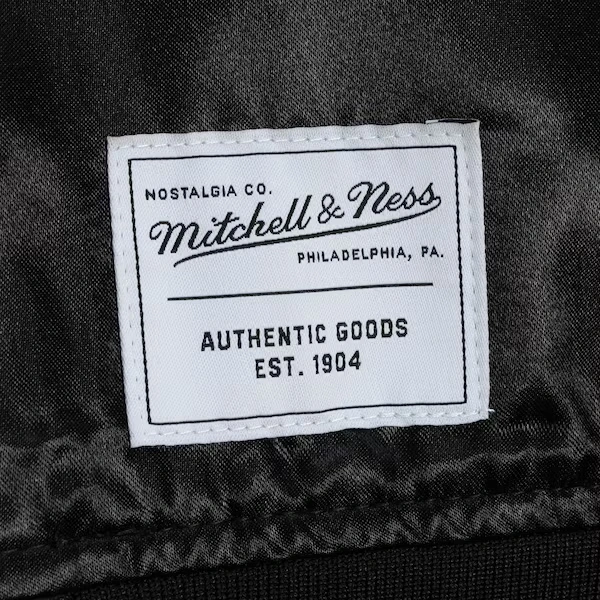 NOSTALGIA CO.
Mitchell & Ness
PHILADELPHIA, PA.
AUTHENTIC GOODS
EST. 1904